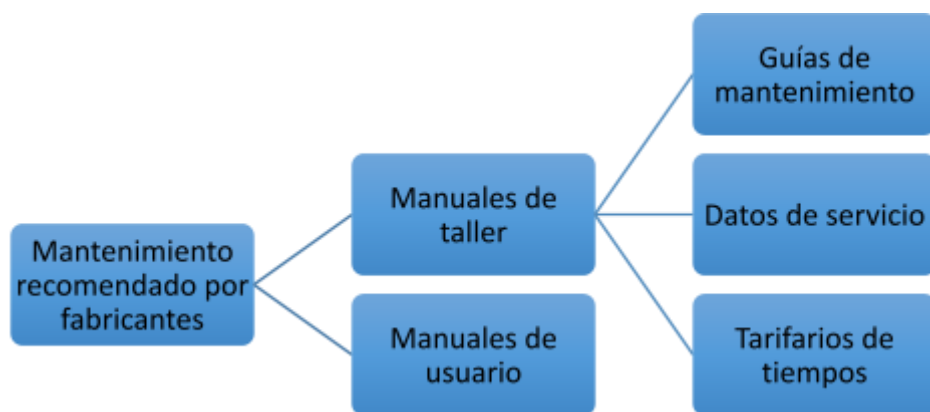 Mantenimiento
recomendado por
fabricantes
Manuales de
taller
Manuales de
usuario
Guías de
mantenimiento
Datos de servicio
Tarifarios de
tiempos